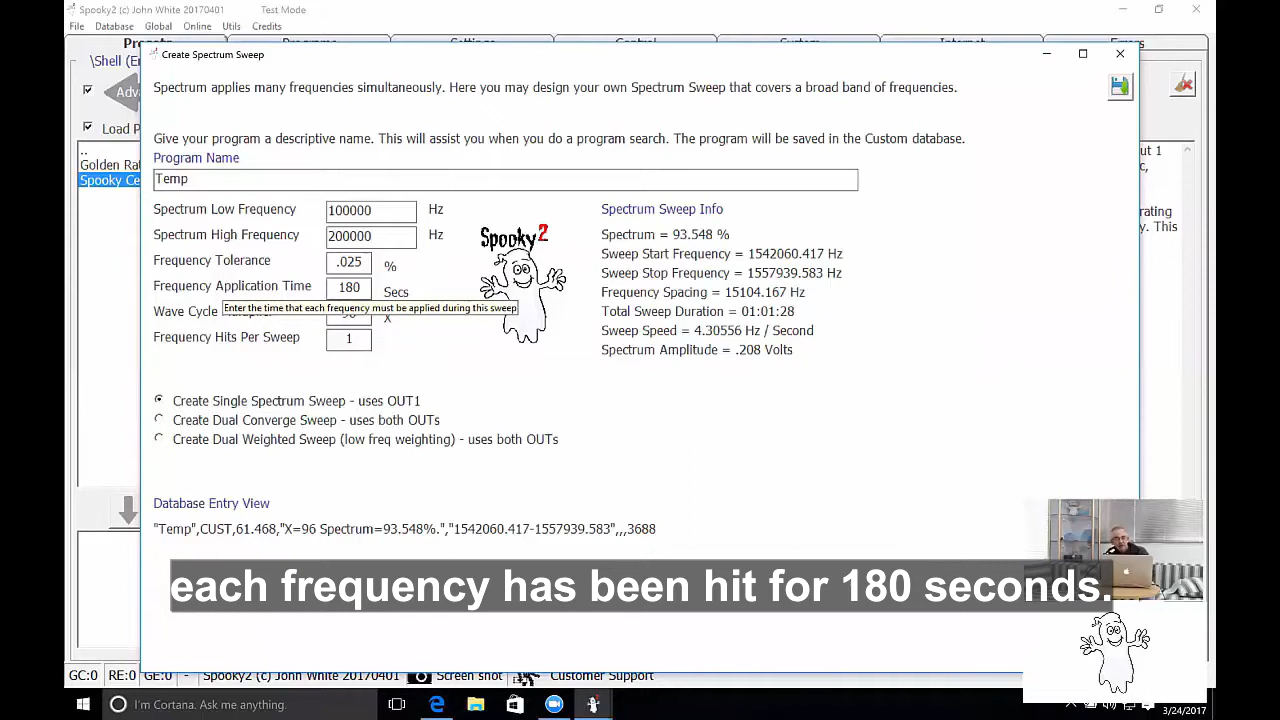 Spooky2 (c) John White 20170401 Test Mode
File Database Global Online Utils Credits
\Shell (E
Create Spectrum Sweep
Adv
Load P
..
Golden Ra
Spooky Ce
Spectrum applies many frequencies simultaneously. Here you may design your own Spectrum Sweep that covers a broad band of frequencies.
Give your program a descriptive name. This will assist you when you do a program search. The program will be saved in the Custom database.
Program Name
Temp
Spectrum Low Frequency 100000 Hz
Spectrum High Frequency 200000 Hz
Frequency Tolerance .025 %
Frequency Application Time 180 Secs
Enter the time that each frequency must be applied during this sweep
Wave Cycle X
Frequency Hits Per Sweep 1
Spooky2
Spectrum Sweep Info
Spectrum = 93.548 %
Sweep Start Frequency = 1542060.417 Hz
Sweep Stop Frequency = 1557939.583 Hz
Frequency Spacing = 15104.167 Hz
Total Sweep Duration = 01:01:28
Sweep Speed = 4.30556 Hz / Second
Spectrum Amplitude = .208 Volts
ut 1
c,
rating
y. This
Create Single Spectrum Sweep - uses OUT1
Create Dual Converge Sweep - uses both OUTs
Create Dual Weighted Sweep (low freq weighting) - uses both OUTs
Database Entry View
"Temp",CUST,61.468,"X=96 Spectrum=93.548%.","1542060.417-1557939.583",,,3688
each frequency has been hit for 180 seconds.
GC:0 RE:0 GE:0 - Spooky2 (c) John White 20170401 Screen shot Customer Support
I'm Cortana. Ask me anything.
3/24/2017